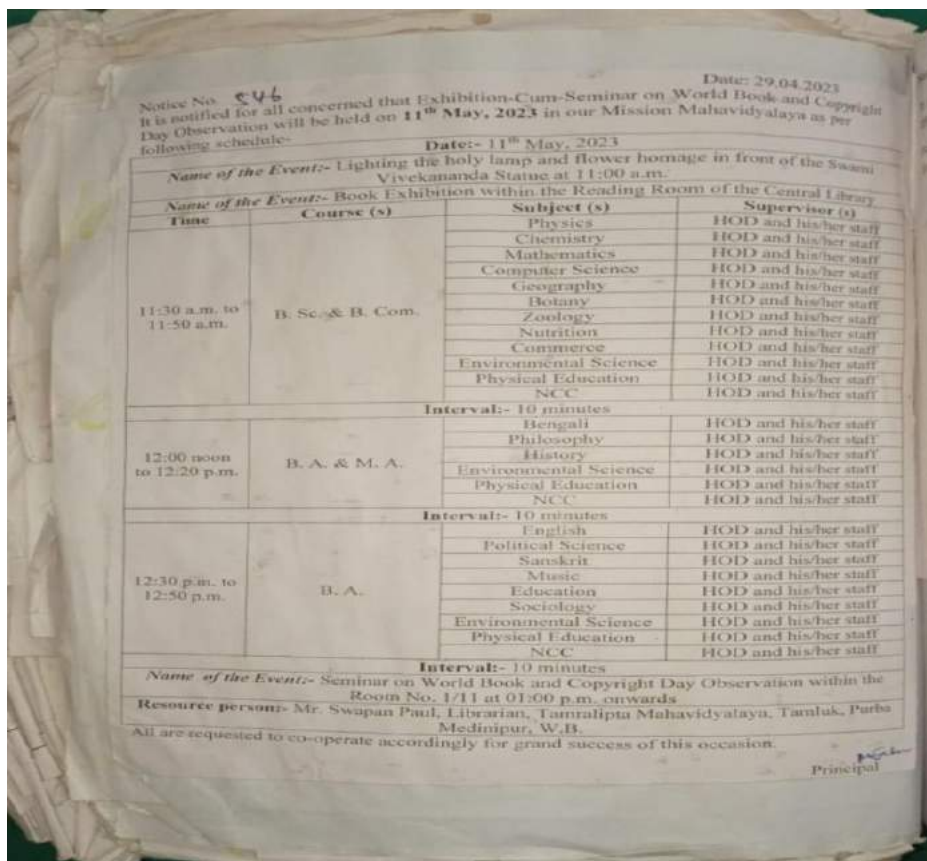 Date: 29.04.2023
Notice No. 546
It is notified for all concerned that Exhibition-Cum-Seminar on World Book and Copyright
Day Observation will be held on 11th May, 2023 in our Mission Mahavidyalaya as per
following schedule-
Date:- 11th May, 2023
Name of the Event:- Lighting the holy lamp and flower homage in front of the Swami
Vivekananda Statue at 11:00 a.m.
Name of the Event:- Book Exhibition within the Reading Room of the Central Library
Time Course (s) Subject (s) Supervisor (s)
Physics HOD and his/her staff
Chemistry HOD and his/her staff
Mathematics HOD and his/her staff
Computer Science HOD and his/her staff
Geography HOD and his/her staff
11:30 a.m. to
11:50 a.m.
B. Sc. & B. Com.
Botany HOD and his/her staff
Zoology HOD and his/her staff
Nutrition HOD and his/her staff
Commerce HOD and his/her staff
Environmental Science HOD and his/her staff
Physical Education HOD and his/her staff
NCC HOD and his/her staff
Interval:- 10 minutes
Bengali HOD and his/her staff
Philosophy HOD and his/her staff
12:00 noon
to 12:20 p.m.
B. A. & M. A.
History HOD and his/her staff
Environmental Science HOD and his/her staff
Physical Education HOD and his/her staff
NCC HOD and his/her staff
Interval:- 10 minutes
English HOD and his/her staff
Political Science HOD and his/her staff
Sanskrit HOD and his/her staff
12:30 p.m. to
12:50 p.m.
B. A.
Music HOD and his/her staff
Education HOD and his/her staff
Sociology HOD and his/her staff
Environmental Science HOD and his/her staff
Physical Education HOD and his/her staff
NCC HOD and his/her staff
Interval:- 10 minutes
Name of the Event:- Seminar on World Book and Copyright Day Observation within the
Room No. 1/11 at 01:00 p.m. onwards
Resource person:- Mr. Swapan Paul, Librarian, Tamralipta Mahavidyalaya, Tamluk, Purba
Medinipur, W.B.
All are requested to co-operate accordingly for grand success of this occasion.
Principal